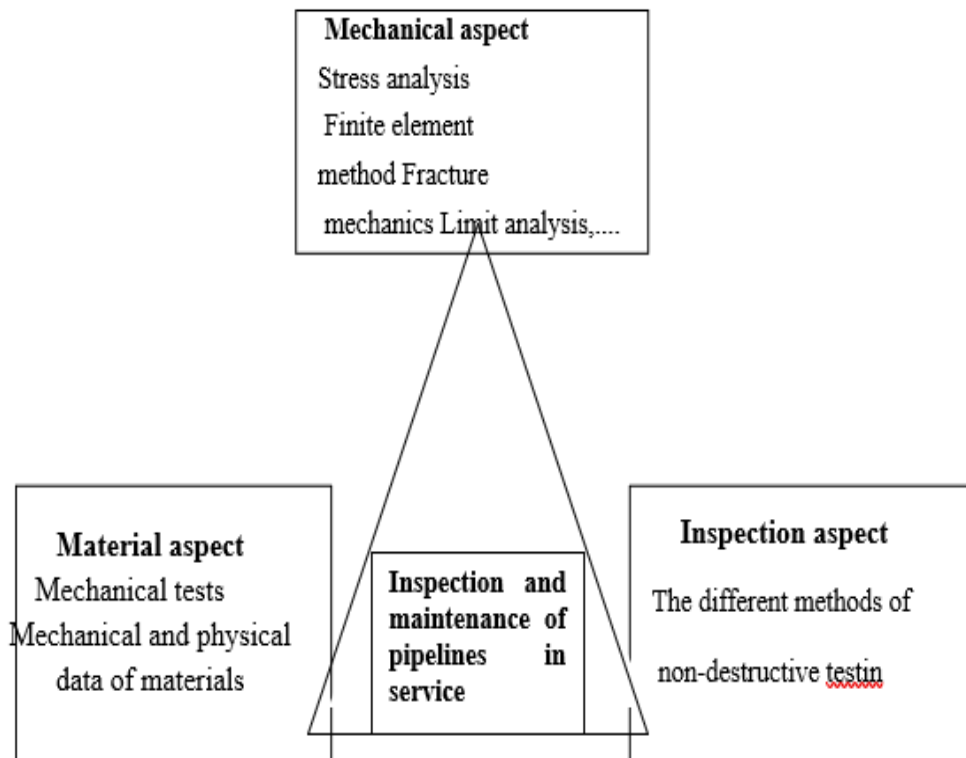 Mechanical aspect
Stress analysis
Finite element
method Fracture
mechanics Limit analysis,....
Material aspect
Mechanical tests
Mechanical and physical
data of materials
Inspection and
maintenance of
pipelines in
service
Inspection aspect
The different methods of
non-destructive testin